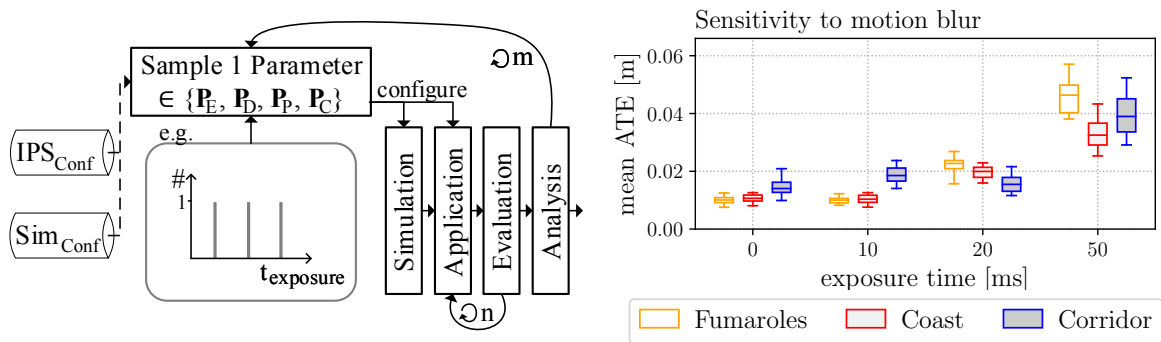 Sample 1 Parameter
∈ {P_E, P_D, P_P, P_C}
m
configure
IPS_Conf
Sim_Conf
e.g.
#
1
t_exposure
Simulation
Application
Evaluation
Analysis
n
Sensitivity to motion blur
mean ATE [m]
0.06
0.04
0.02
0.00
0
10
20
50
exposure time [ms]
Fumaroles
Coast
Corridor